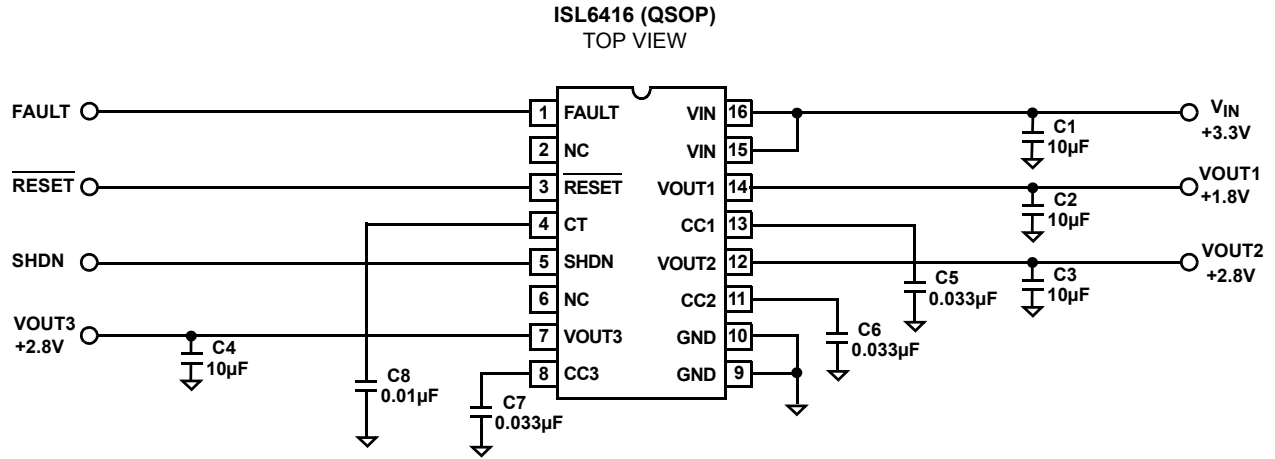 ISL6416 (QSOP)
TOP VIEW
FAULT
1 FAULT
VIN 16
VIN
+3.3V
C1
10µF
2 NC
VIN 15
RESET
3 RESET
VOUT1 14
VOUT1
+1.8V
C2
10µF
4 CT
CC1 13
SHDN
5 SHDN
VOUT2 12
VOUT2
+2.8V
C3
10µF
C5
0.033µF
6 NC
CC2 11
C6
0.033µF
VOUT3
+2.8V
7 VOUT3
GND 10
C4
10µF
8 CC3
GND 9
C8
0.01µF
C7
0.033µF